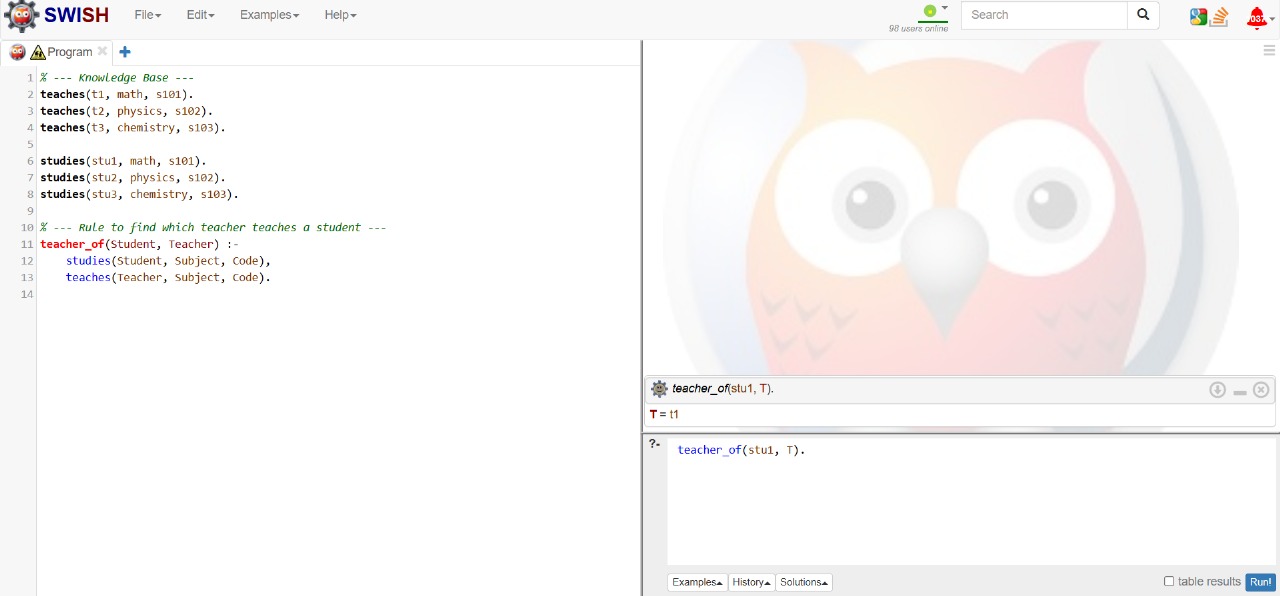 SWISH File Edit Examples Help 98 users online Search
Program
1 % --- Knowledge Base ---
2 teaches(t1, math, s101).
3 teaches(t2, physics, s102).
4 teaches(t3, chemistry, s103).
5
6 studies(stu1, math, s101).
7 studies(stu2, physics, s102).
8 studies(stu3, chemistry, s103).
9
10 % --- Rule to find which teacher teaches a student ---
11 teacher_of(Student, Teacher) :-
12 studies(Student, Subject, Code),
13 teaches(Teacher, Subject, Code).
14
teacher_of(stu1, T).
T = t1
?- teacher_of(stu1, T).
Examples History Solutions table results Run!